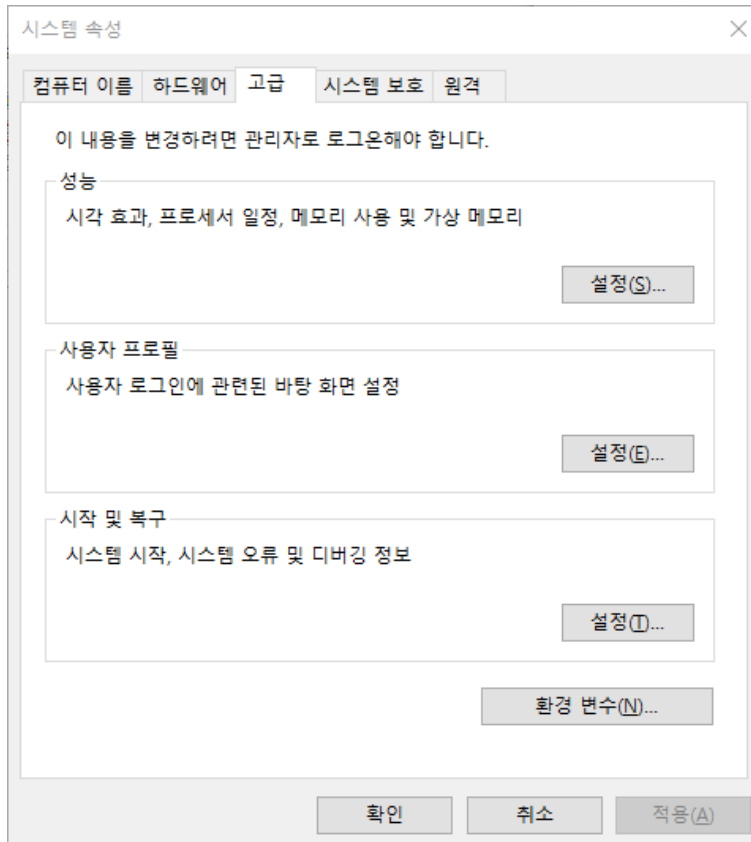 시스템 속성
컴퓨터 이름 하드웨어 고급 시스템 보호 원격
이 내용을 변경하려면 관리자로 로그온해야 합니다.
성능
시각 효과, 프로세서 일정, 메모리 사용 및 가상 메모리
설정(S)...
사용자 프로필
사용자 로그인에 관련된 바탕 화면 설정
설정(E)...
시작 및 복구
시스템 시작, 시스템 오류 및 디버깅 정보
설정(T)...
환경 변수(N)...
확인 취소 적용(A)